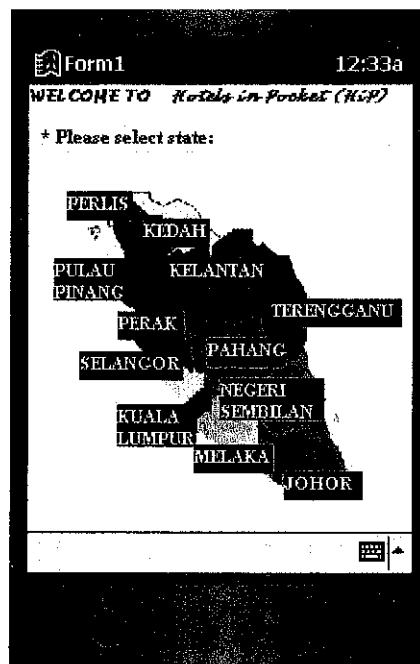 Form1 12:33a
WELCOME TO Hotels in Pocket (HiP)
* Please select state:
PERLIS
KEDAH
PULAU
PINANG
KELANTAN
TERENGGANU
PERAK
PAHANG
SELANGOR
NEGERI
SEMBILAN
KUALA
LUMPUR
MELAKA
JOHOR